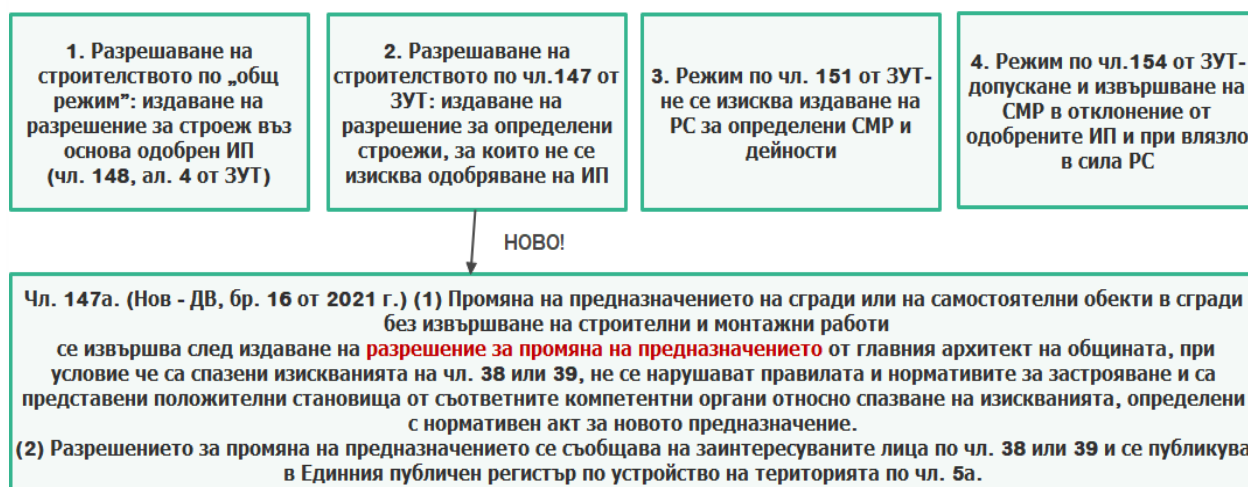 1. Разрешаване на
строителството по „общ
режим”: издаване на
разрешение за строеж въз
основа одобрен ИП
(чл. 148, ал. 4 от ЗУТ)
2. Разрешаване на
строителството по чл.147 от
ЗУТ: издаване на
разрешение за определени
строежи, за които не се
изисква одобряване на ИП
3. Режим по чл. 151 от ЗУТ-
не се изисква издаване на
РС за определени СМР и
дейности
4. Режим по чл.154 от ЗУТ-
допускане и извършване на
СМР в отклонение от
одобрените ИП и при влязло
в сила РС
НОВО!
Чл. 147а. (Нов - ДВ, бр. 16 от 2021 г.) (1) Промяна на предназначението на сгради или на самостоятелни обекти в сгради
без извършване на строителни и монтажни работи
се извършва след издаване на разрешение за промяна на предназначението от главния архитект на общината, при
условие че са спазени изискванията на чл. 38 или 39, не се нарушават правилата и нормативите за застрояване и са
представени положителни становища от съответните компетентни органи относно спазване на изискванията, определени
с нормативен акт за новото предназначение.
(2) Разрешението за промяна на предназначението се съобщава на заинтересуваните лица по чл. 38 или 39 и се публикува
в Единния публичен регистър по устройство на територията по чл. 5а.